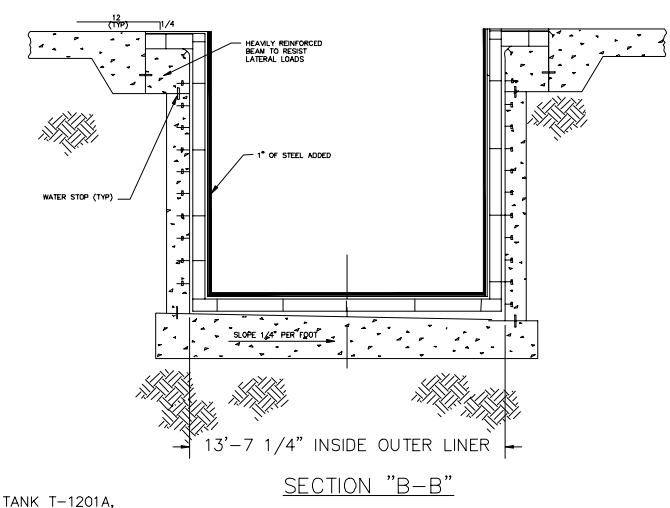 12
(TYP)
1/4
HEAVILY REINFORCED
BEAM TO RESIST
LATERAL LOADS
1" OF STEEL ADDED
WATER STOP (TYP)
SLOPE 1/4" PER FOOT
13'-7 1/4" INSIDE OUTER LINER
SECTION "B-B"
TANK T-1201A,